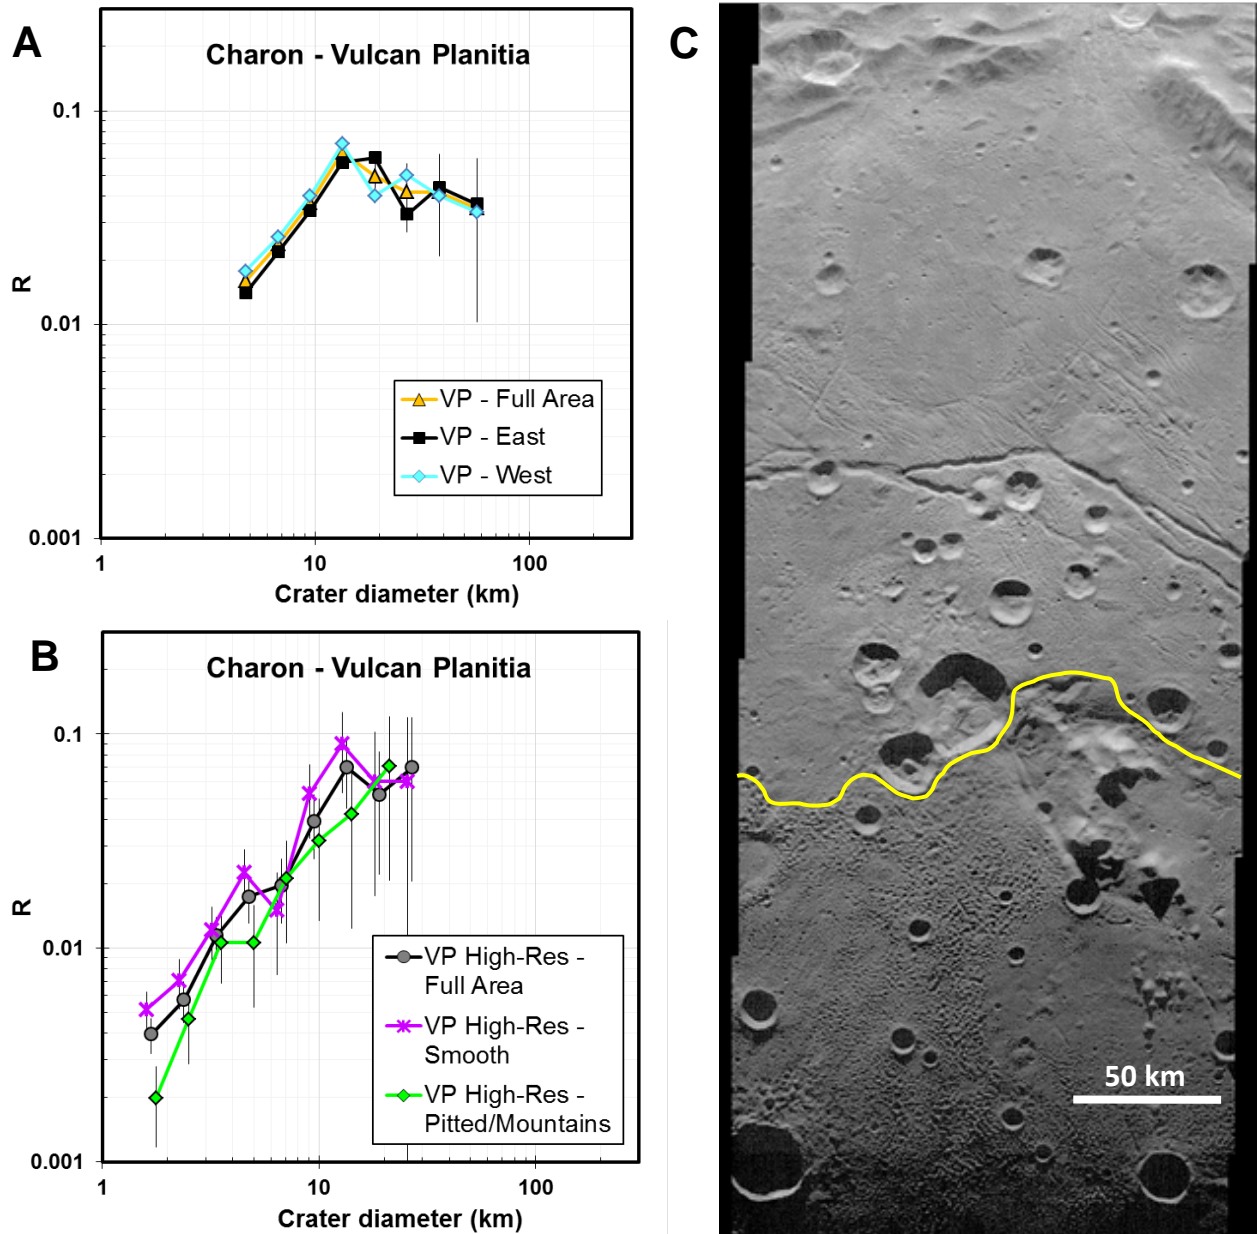 A
Charon - Vulcan Planitia
0.1
0.01
0.001
R
1
10
100
Crater diameter (km)
VP - Full Area
VP - East
VP - West
B
Charon - Vulcan Planitia
0.1
0.01
0.001
R
1
10
100
Crater diameter (km)
VP High-Res -
Full Area
VP High-Res -
Smooth
VP High-Res -
Pitted/Mountains
C
50 km